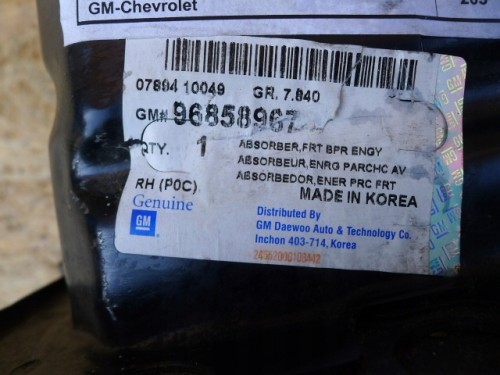 GM-Chevrolet 203
07894 10049 GR. 7.840
GM# 96858967
QTY. 1 ABSORBER,FRT BPR ENGY
ABSORBEUR,ENRG PARCHC AV
ABSORBEDOR,ENER PRC FRT
RH (P0C) MADE IN KOREA
Genuine
GM
Distributed By
GM Daewoo Auto & Technology Co.
Inchon 403-714, Korea